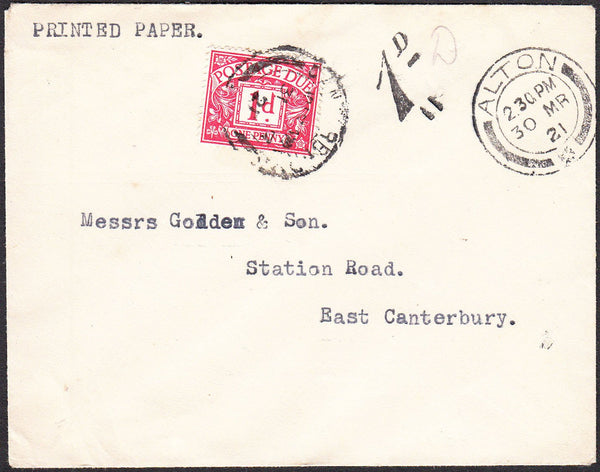 PRINTED PAPER.
POSTAGE DUE
1d
ONE PENNY
1D
D
ALTON
2.30 PM
30 MR
21
Messrs Godden & Son.
Station Road.
East Canterbury.